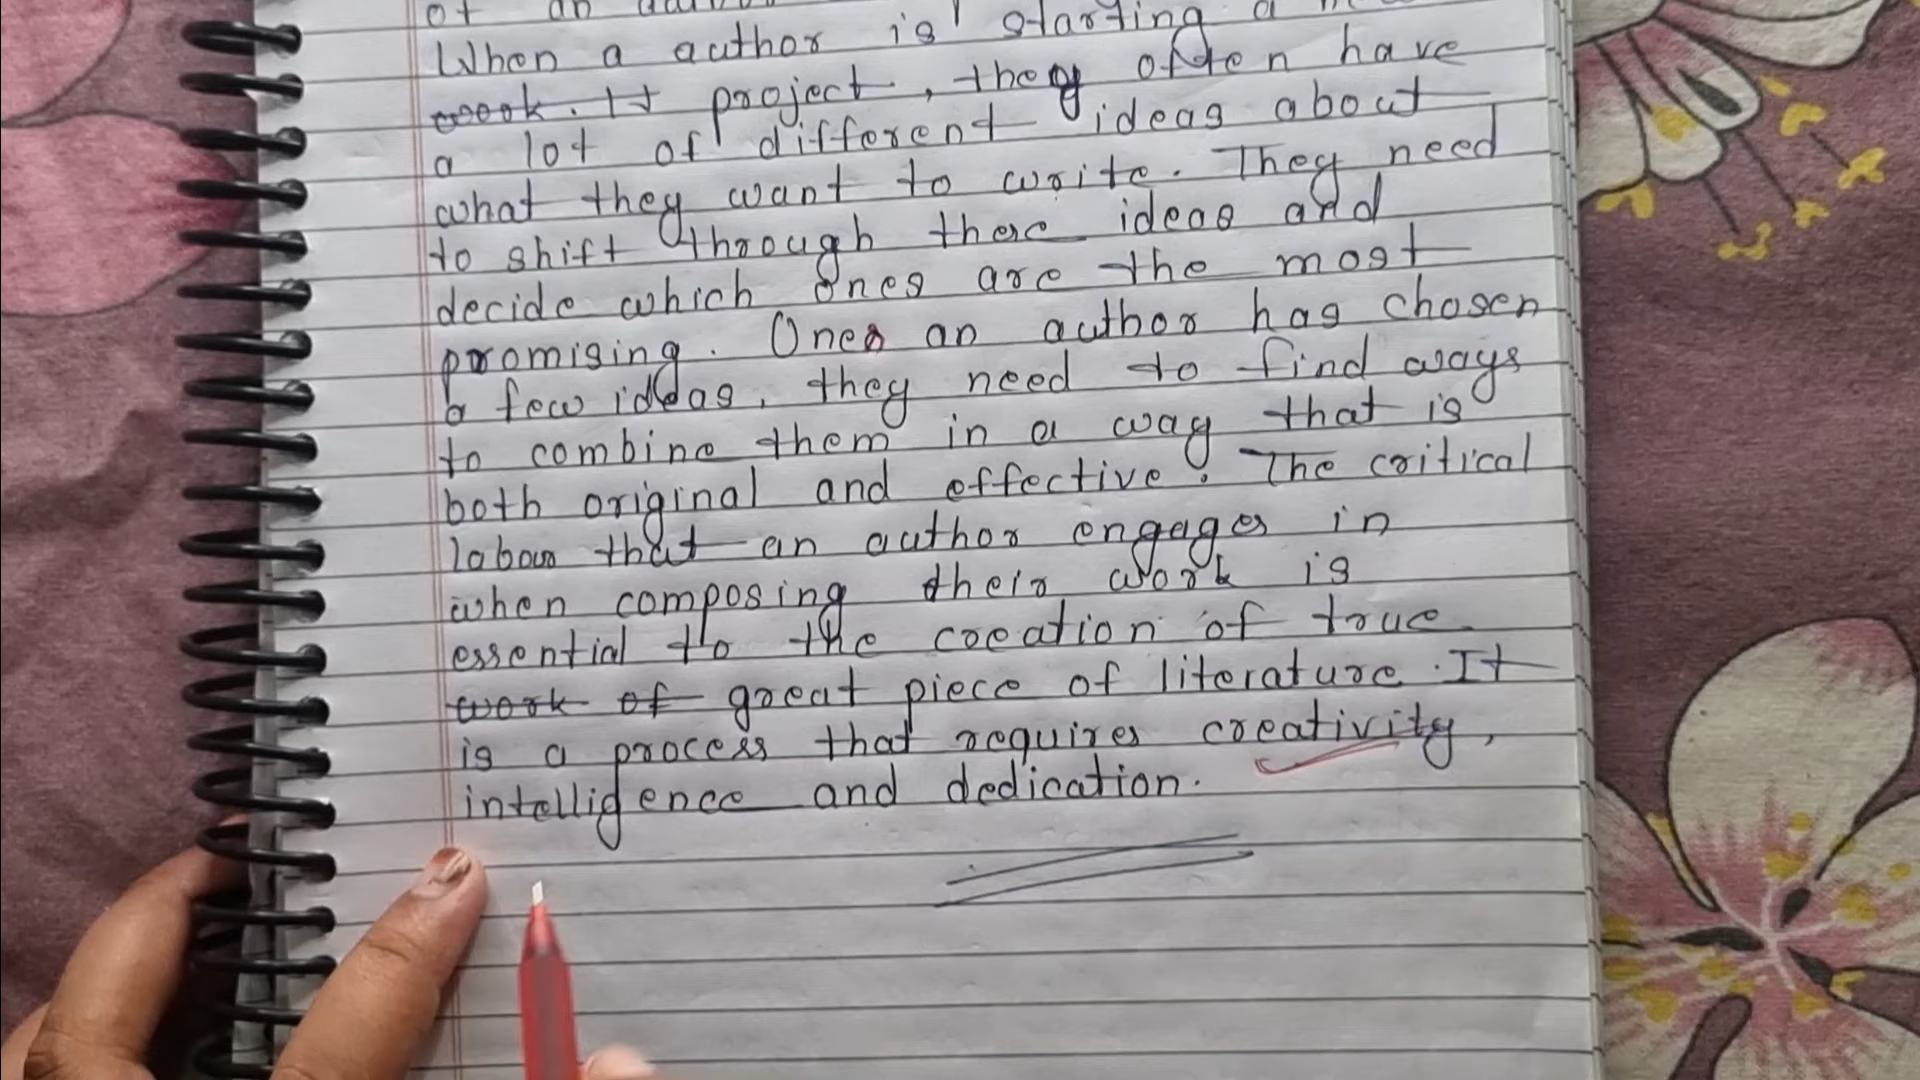 of an
When a author is starting a
work. It project, they often have
a lot of different ideas about
what they want to write. They need
to shift through these ideas and
decide which ones are the most
promising. Ones an author has chosen
a few ideas, they need to find ways
to combine them in a way that is
both original and effective. The critical
labour that an author engages in
when composing their work is
essential to the creation of true
work of great piece of literature. It
is a process that requires creativity,
intelligence and dedication.